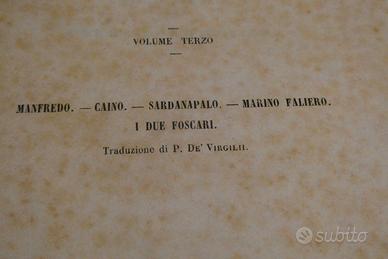 VOLUME TERZO
MANFREDO. — CAINO. — SARDANAPALO. — MARINO FALIERO.
I DUE FOSCARI.
Traduzione di P. DE' VIRGILII.
subito